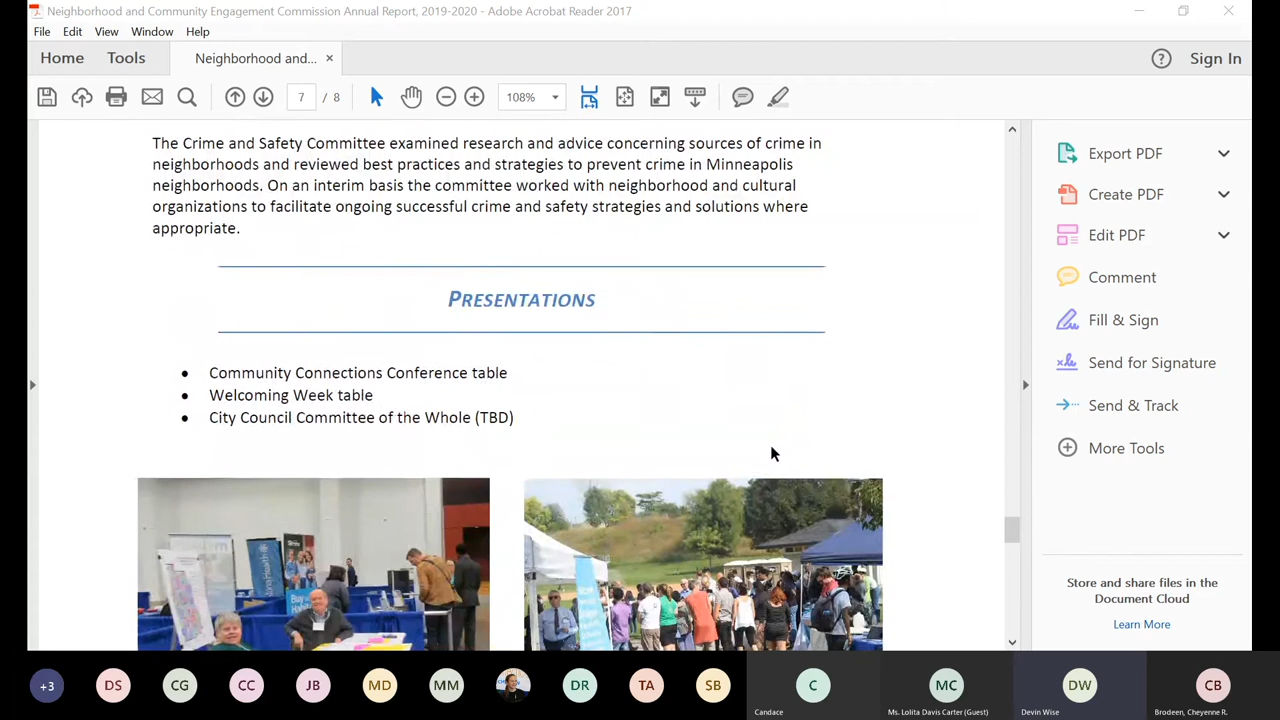 Neighborhood and Community Engagement Commission Annual Report, 2019-2020 - Adobe Acrobat Reader 2017
File Edit View Window Help
Home Tools Neighborhood and... ×
7 / 8 108%
Sign In
The Crime and Safety Committee examined research and advice concerning sources of crime in
neighborhoods and reviewed best practices and strategies to prevent crime in Minneapolis
neighborhoods. On an interim basis the committee worked with neighborhood and cultural
organizations to facilitate ongoing successful crime and safety strategies and solutions where
appropriate.
PRESENTATIONS
• Community Connections Conference table
• Welcoming Week table
• City Council Committee of the Whole (TBD)
Export PDF
Create PDF
Edit PDF
Comment
Fill & Sign
Send for Signature
Send & Track
More Tools
Store and share files in the
Document Cloud
Learn More
+3 DS CG CC JB MD MM DR TA SB C MC DW CB
Candace Ms. Lolita Davis Carter (Guest) Devin Wise Brodeen, Cheyenne R.